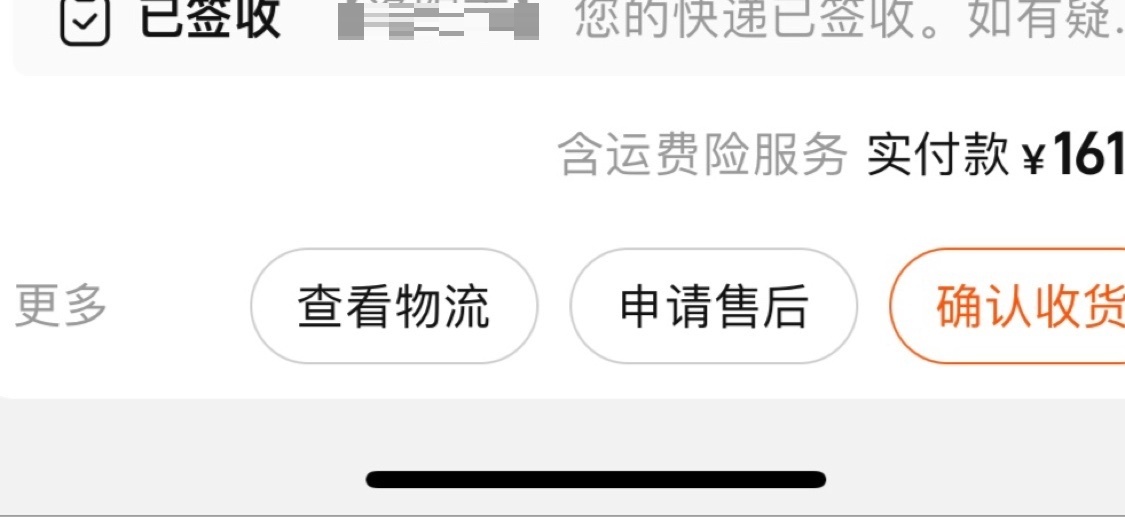 已签收 您的快递已签收。如有疑.
含运费险服务 实付款 ¥161
更多 查看物流 申请售后 确认收货